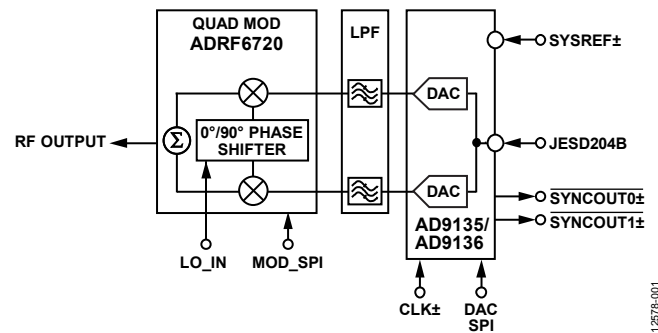 QUAD MOD
ADRF6720
LPF
DAC
SYSREF±
RF OUTPUT
Σ
0°/90° PHASE
SHIFTER
JESD204B
DAC
SYNCOUT0±
SYNCOUT1±
AD9135/
AD9136
LO_IN
MOD_SPI
CLK±
DAC
SPI
12578-001